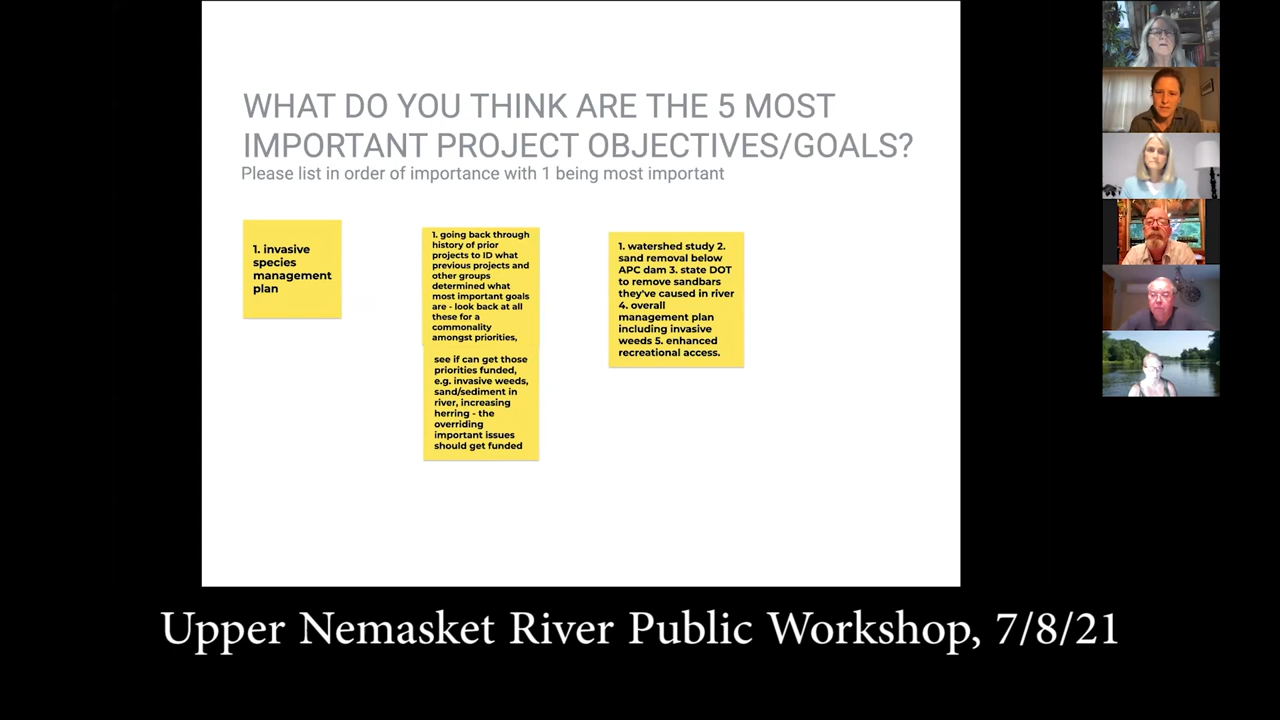 WHAT DO YOU THINK ARE THE 5 MOST
IMPORTANT PROJECT OBJECTIVES/GOALS?
Please list in order of importance with 1 being most important
1. invasive
species
management
plan
1. going back through
history of prior
projects to ID what
previous projects and
other groups
determined what
most important goals
are - look back at all
these for a
commonality
amongst priorities,
see if can get those
priorities funded,
e.g. invasive weeds,
sand/sediment in
river, increasing
herring - the
overriding
important issues
should get funded
1. watershed study 2.
sand removal below
APC dam 3. state DOT
to remove sandbars
they've caused in river
4. overall
management plan
including invasive
weeds 5. enhanced
recreational access.
Upper Nemasket River Public Workshop, 7/8/21